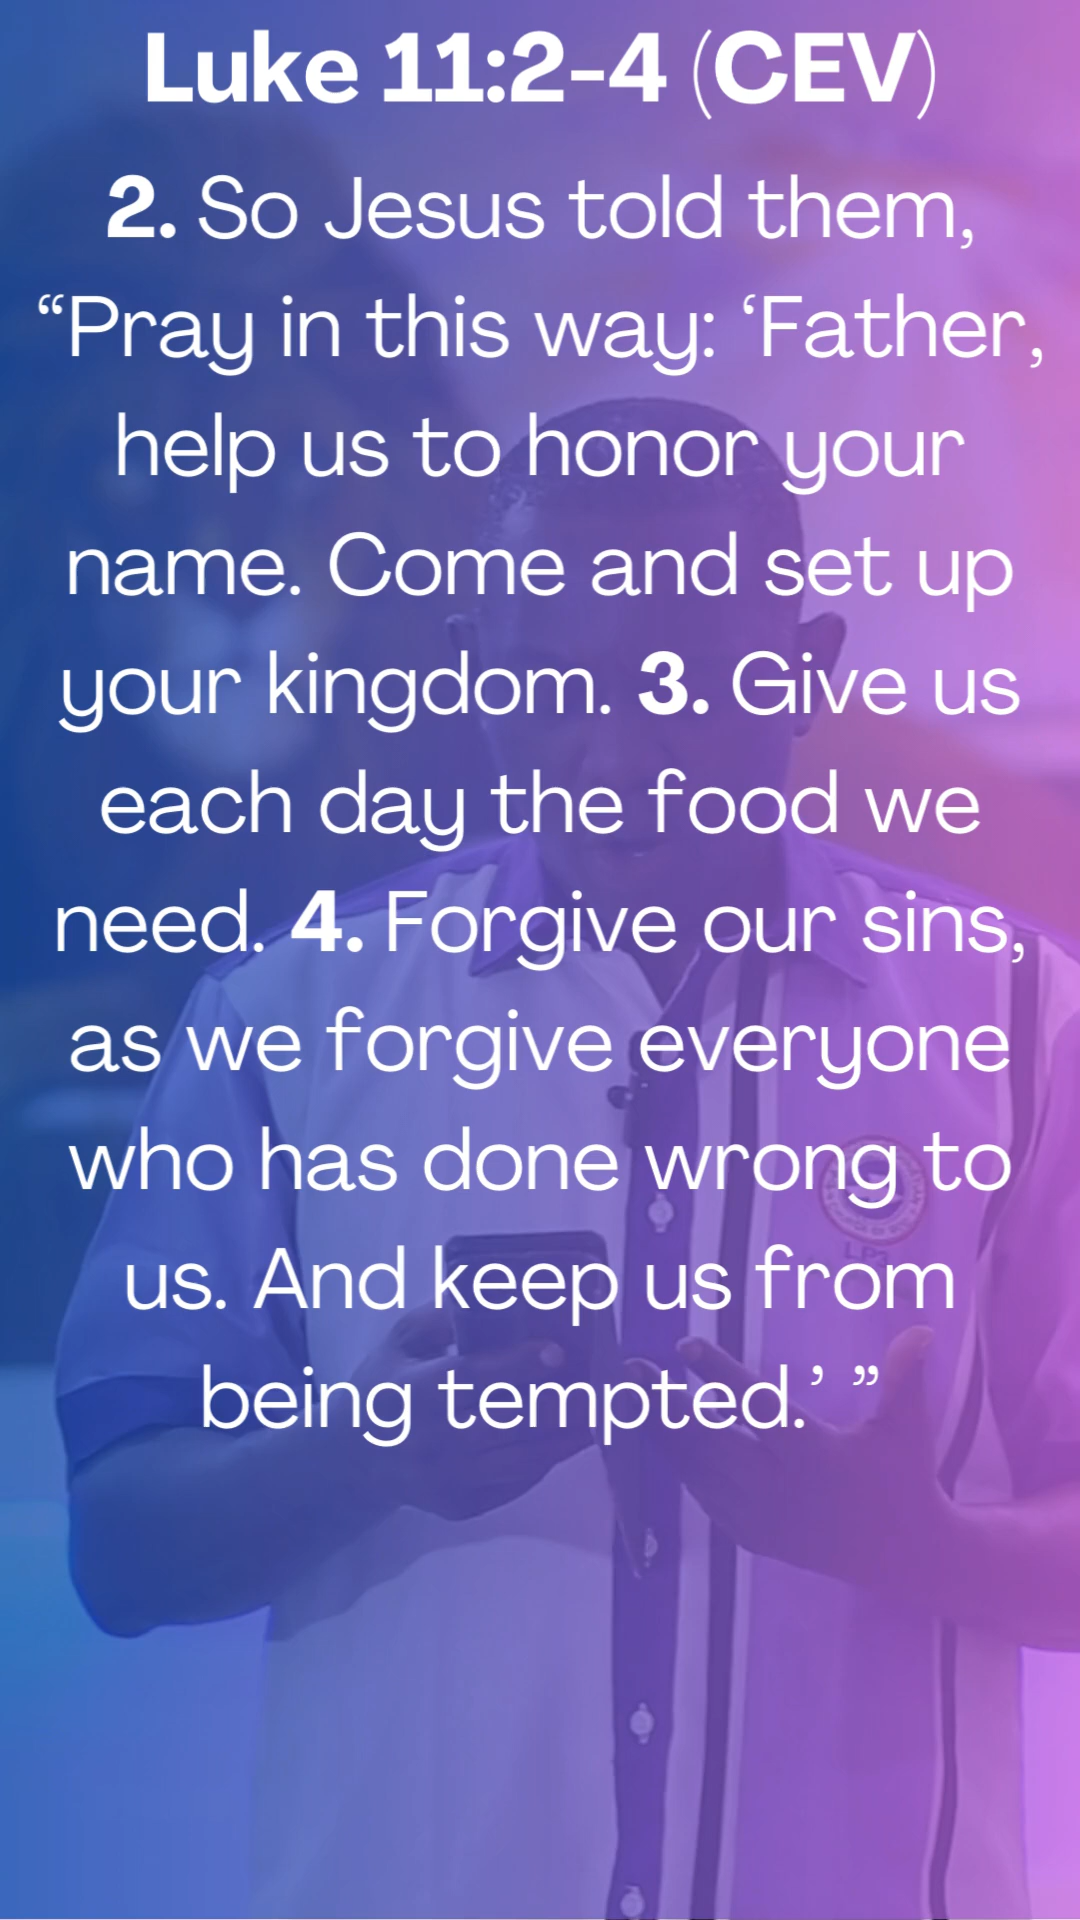 Luke 11:2-4 (CEV)
2. So Jesus told them,
“Pray in this way: ‘Father,
help us to honor your
name. Come and set up
your kingdom. 3. Give us
each day the food we
need. 4. Forgive our sins,
as we forgive everyone
who has done wrong to
us. And keep us from
being tempted.’ ”